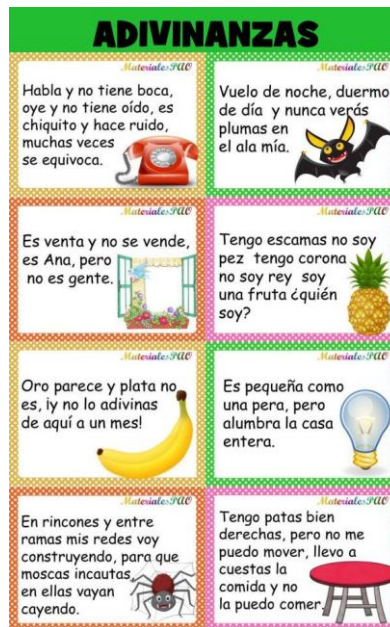 ADIVINANZAS
MaterialesPAO
Habla y no tiene boca,
oye y no tiene oído, es
chiquito y hace ruido,
muchas veces
se equivoca.
MaterialesPAO
Vuelo de noche, duermo
de día y nunca verás
plumas en
el ala mía.
MaterialesPAO
Es venta y no se vende,
es Ana, pero
no es gente.
MaterialesPAO
Tengo escamas no soy
pez tengo corona
no soy rey soy
una fruta ¿quién
soy?
MaterialesPAO
Oro parece y plata no
es, ¡y no lo adivinas
de aquí a un mes!
MaterialesPAO
Es pequeña como
una pera, pero
alumbra la casa
entera.
MaterialesPAO
En rincones y entre
ramas mis redes voy
construyendo, para que
moscas incautas,
en ellas vayan
cayendo.
MaterialesPAO
Tengo patas bien
derechas, pero no me
puedo mover, llevo a
cuestas la
comida y no
la puedo comer.